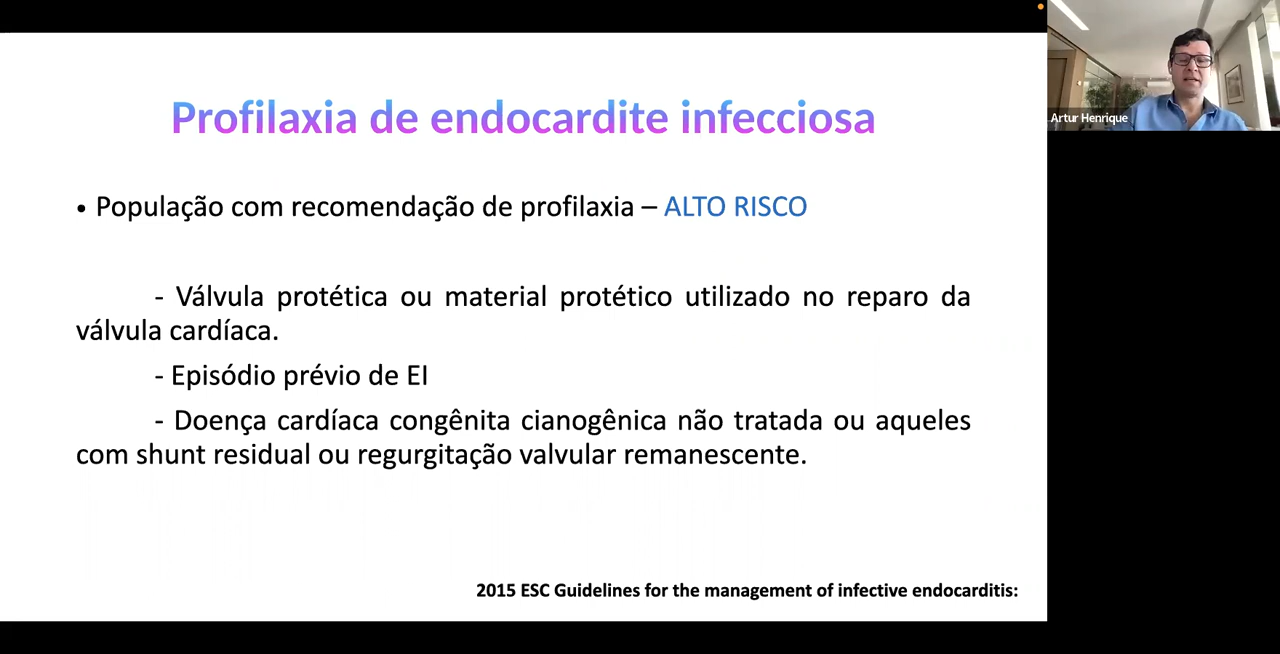 Profilaxia de endocardite infecciosa
• População com recomendação de profilaxia – ALTO RISCO
- Válvula protética ou material protético utilizado no reparo da
válvula cardíaca.
- Episódio prévio de EI
- Doença cardíaca congênita cianogênica não tratada ou aqueles
com shunt residual ou regurgitação valvular remanescente.
2015 ESC Guidelines for the management of infective endocarditis:
Artur Henrique